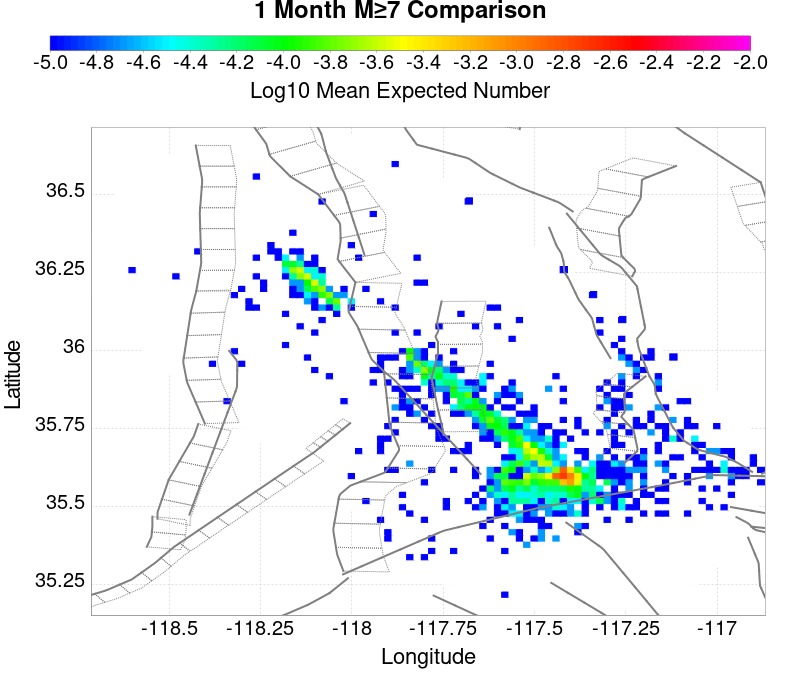 1 Month M≥7 Comparison
-5.0 -4.8 -4.6 -4.4 -4.2 -4.0 -3.8 -3.6 -3.4 -3.2 -3.0 -2.8 -2.6 -2.4 -2.2 -2.0
Log10 Mean Expected Number
36.5
36.25
36
35.75
35.5
35.25
Latitude
-118.5 -118.25 -118 -117.75 -117.5 -117.25 -117
Longitude